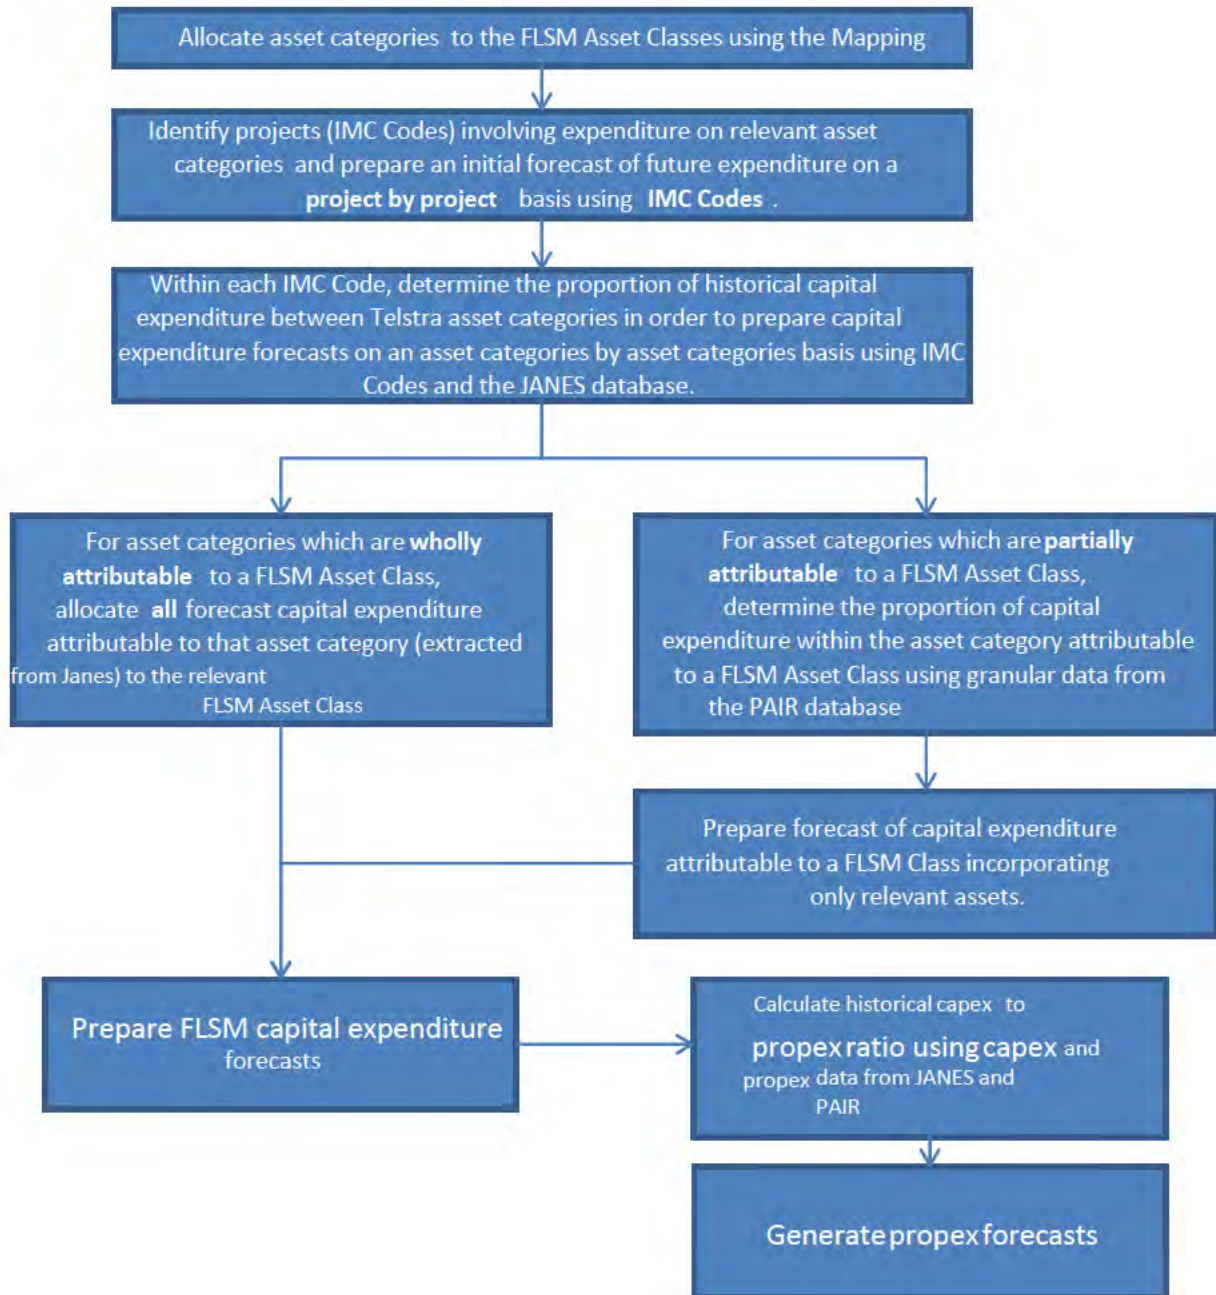 Allocate asset categories to the FLSM Asset Classes using the Mapping
Identify projects (IMC Codes) involving expenditure on relevant asset
categories and prepare an initial forecast of future expenditure on a
project by project basis using IMC Codes .
Within each IMC Code, determine the proportion of historical capital
expenditure between Telstra asset categories in order to prepare capital
expenditure forecasts on an asset categories by asset categories basis using IMC
Codes and the JANES database.
For asset categories which are wholly
attributable to a FLSM Asset Class,
allocate all forecast capital expenditure
attributable to that asset category (extracted
from Janes) to the relevant
FLSM Asset Class
For asset categories which are partially
attributable to a FLSM Asset Class,
determine the proportion of capital
expenditure within the asset category attributable
to a FLSM Asset Class using granular data from
the PAIR database
Prepare forecast of capital expenditure
attributable to a FLSM Class incorporating
only relevant assets.
Prepare FLSM capital expenditure
forecasts
Calculate historical capex to
propex ratio using capex and
propex data from JANES and
PAIR
Generate propex forecasts